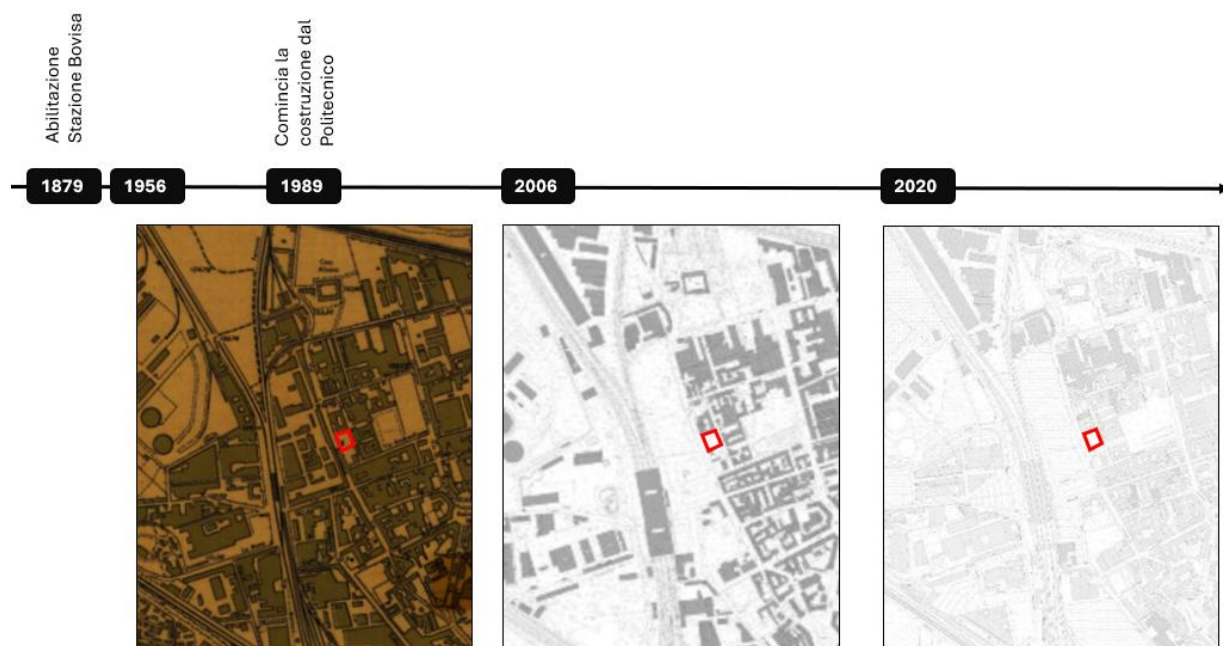 Abilitazione
Stazione Bovisa
Comincia la
costruzione dal
Politecnico
1879
1956
1989
2006
2020